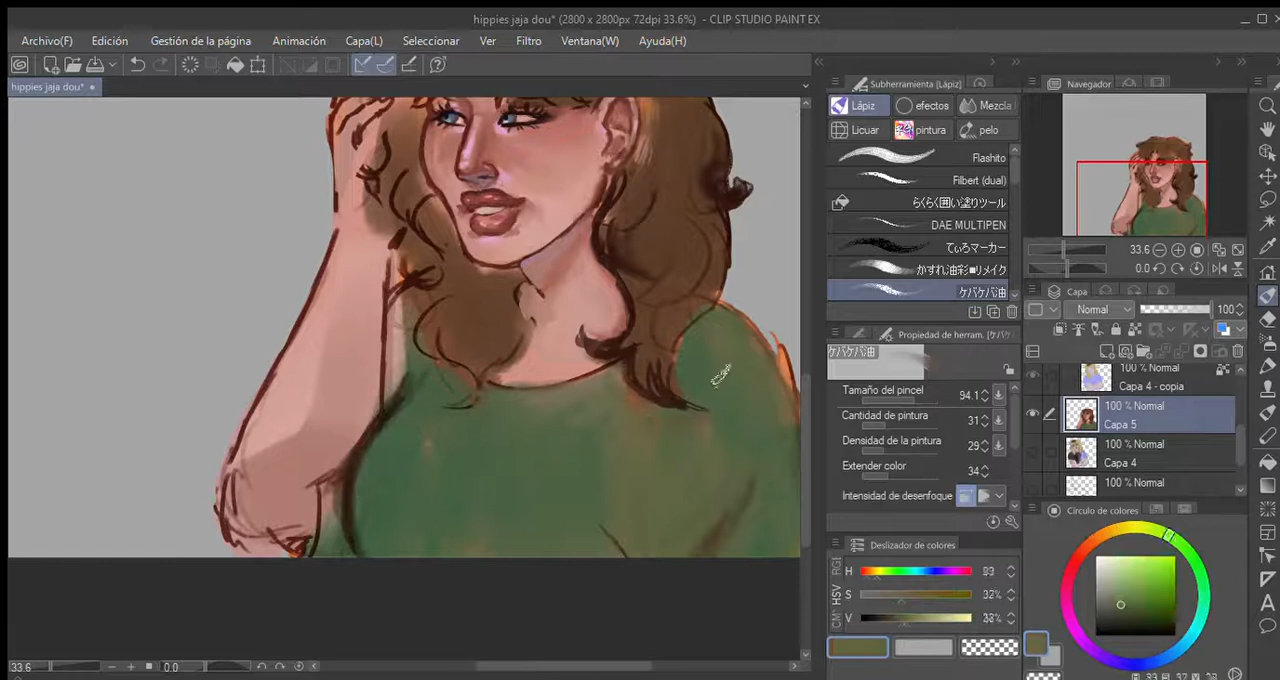 hippies jaja dou* (2800 x 2800px 72dpi 33.6%) - CLIP STUDIO PAINT EX
Archivo(F) Edición Gestión de la página Animación Capa(L) Seleccionar Ver Filtro Ventana(W) Ayuda(H)
hippies jaja dou*
Subherramienta [Lápiz]
Lápiz efectos Mezcla
Licuar pintura pelo
Flashito
Filbert (dual)
らくらく囲い塗りツール
DAE MULTIPEN
てぃろマーカー
かすれ油彩■リメイク
ケバケバ油
Propiedad de herram. [ケバケバ油
ケバケバ油
Tamaño del pincel 94.1
Cantidad de pintura 31
Densidad de la pintura 29
Extender color 34
Intensidad de desenfoque
Deslizador de colores
RGB
HSV
H
S 37%
V 38%
Navegador
33.6
0.0
Capa
Normal 100
100 % Normal
Capa 4 - copia
100 % Normal
Capa 5
100 % Normal
Capa 4
100 % Normal
Círculo de colores
33.6 0.0